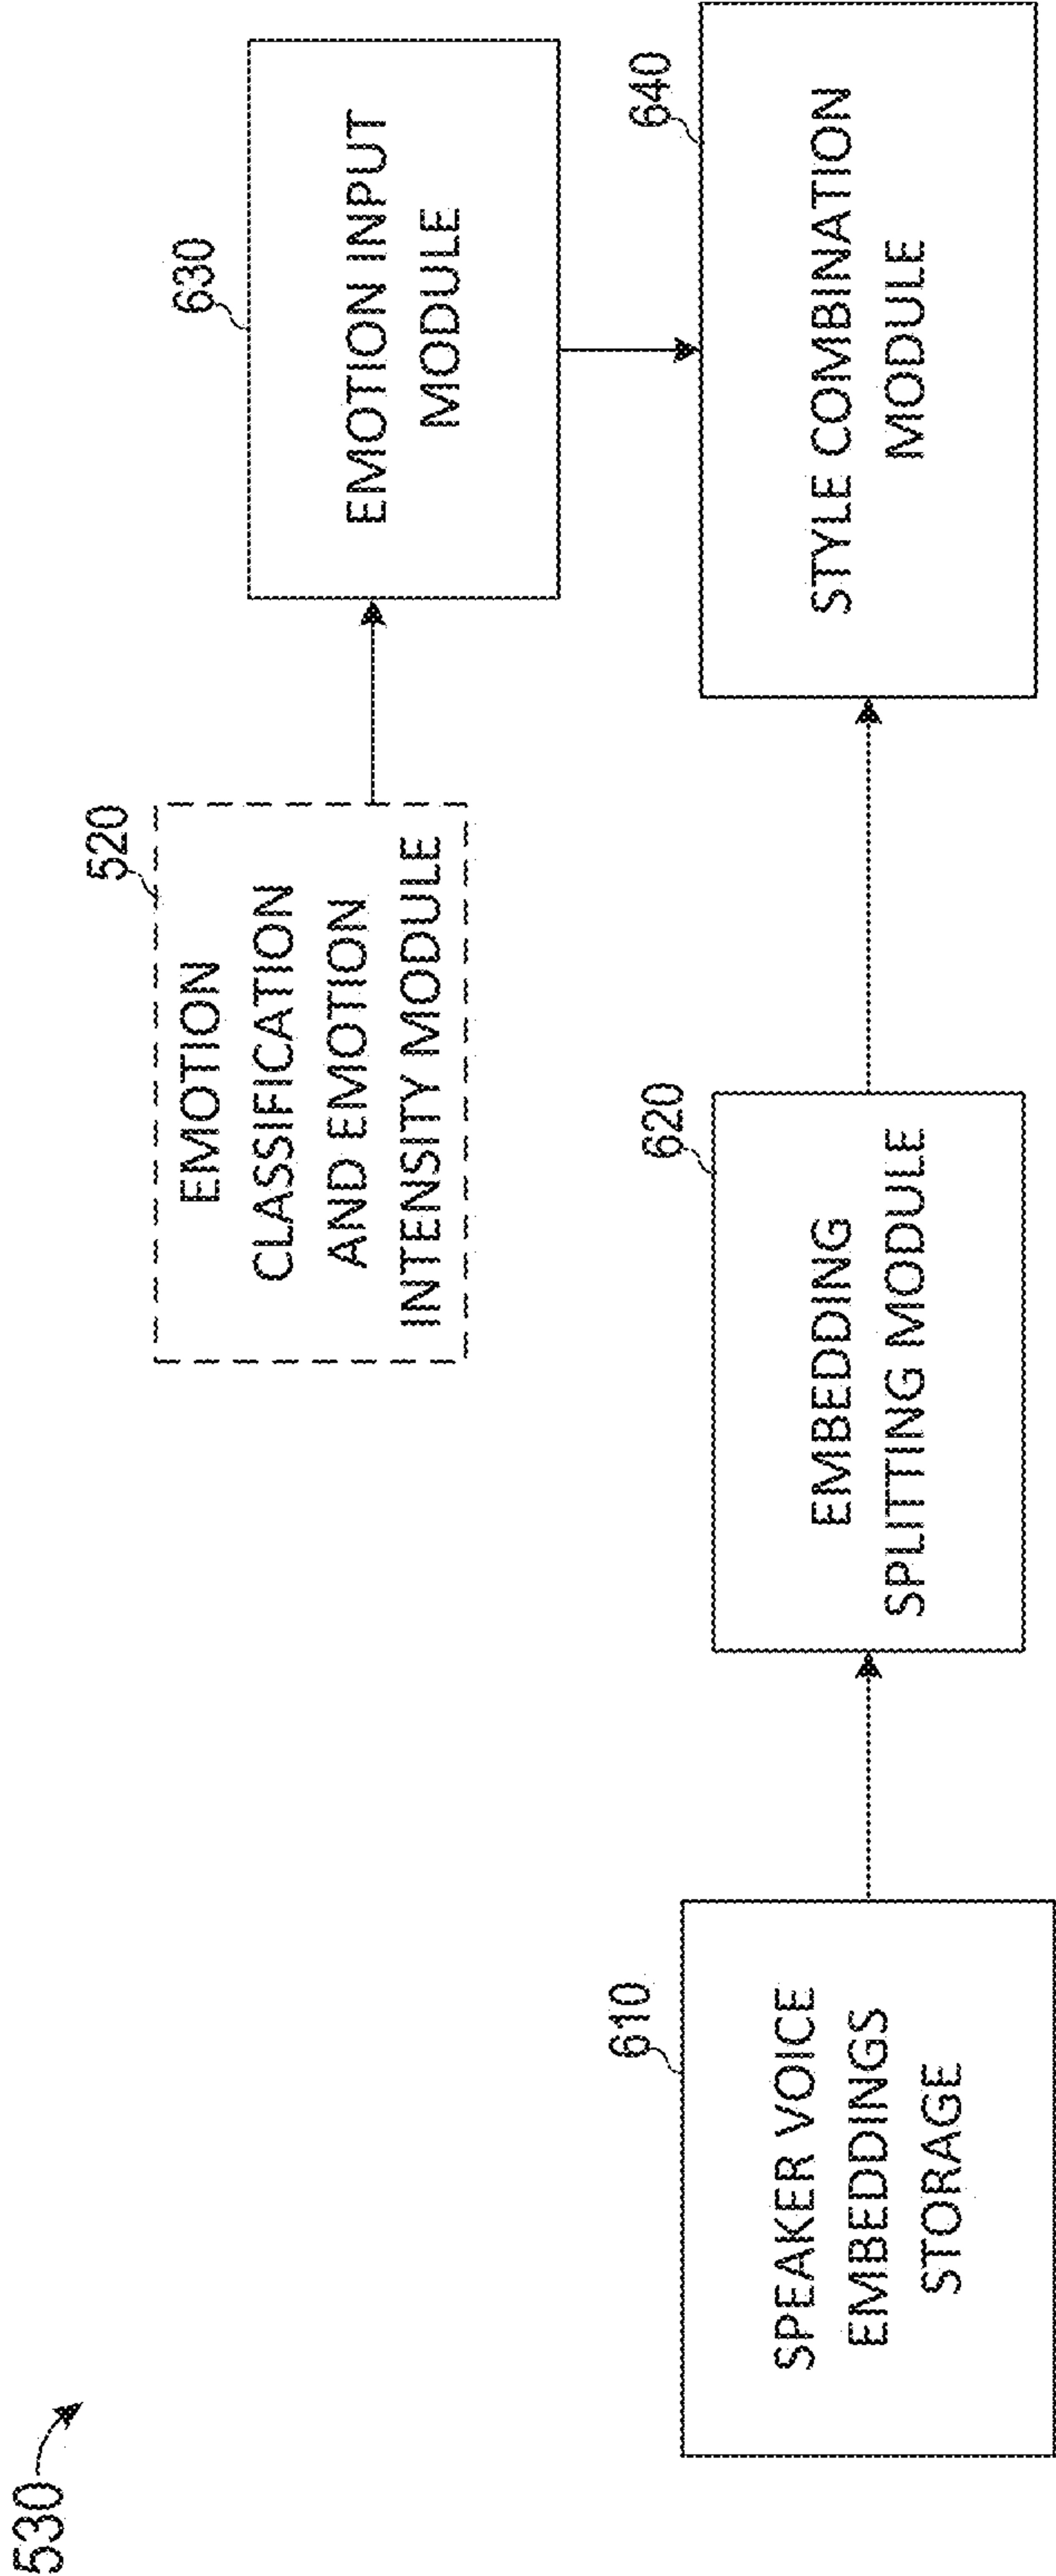 530
520
EMOTION
CLASSIFICATION
AND EMOTION
INTENSITY MODULE
630
EMOTION INPUT
MODULE
610
SPEAKER VOICE
EMBEDDINGS
STORAGE
620
EMBEDDING
SPLITTING MODULE
640
STYLE COMBINATION
MODULE